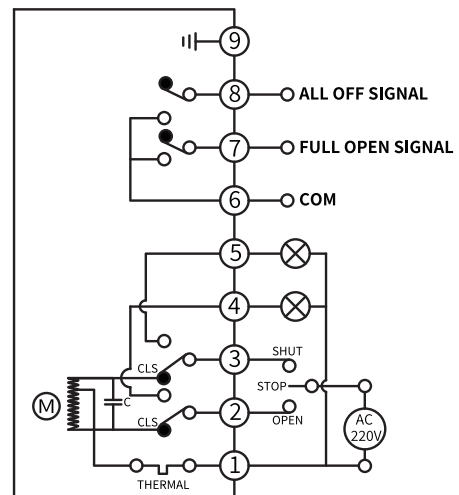 9
8 ALL OFF SIGNAL
7 FULL OPEN SIGNAL
6 COM
5
4
3 SHUT
CLS
STOP
M
C
CLS
2 OPEN
AC
220V
1
THERMAL